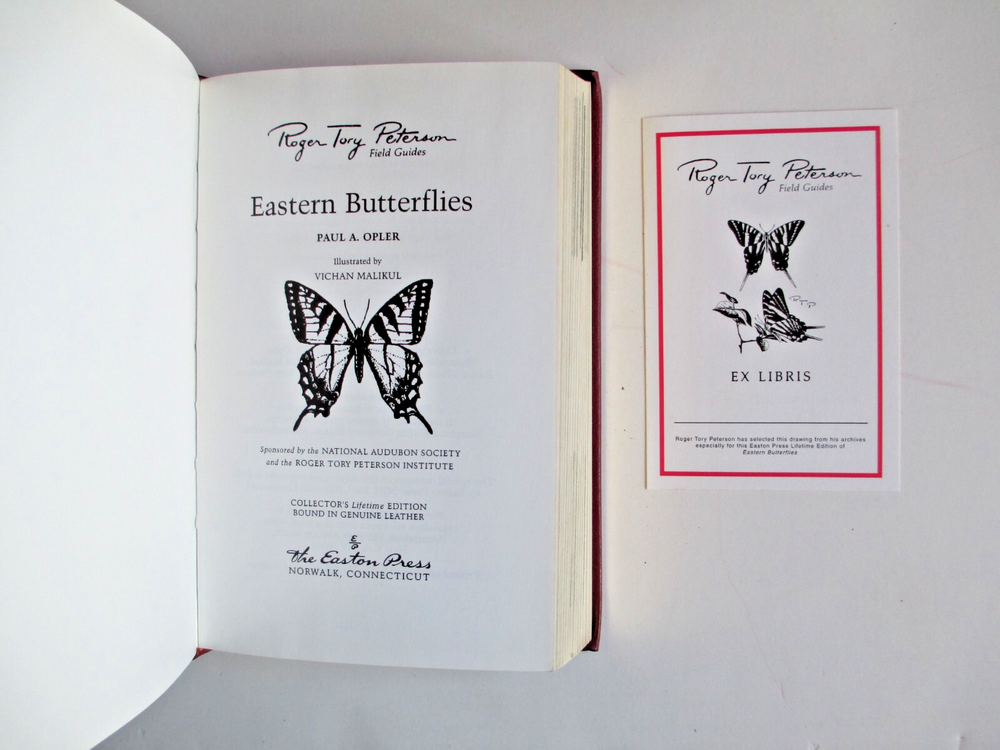 Roger Tory Peterson
Field Guides
Eastern Butterflies
PAUL A. OPLER
Illustrated by
VICHAN MALIKUL
Sponsored by the NATIONAL AUDUBON SOCIETY
and the ROGER TORY PETERSON INSTITUTE
COLLECTOR'S Lifetime EDITION
BOUND IN GENUINE LEATHER
E
P
The Easton Press
NORWALK, CONNECTICUT
Roger Tory Peterson
Field Guides
RTP
EX LIBRIS
Roger Tory Peterson has selected this drawing from his archives
especially for this Easton Press Lifetime Edition of
Eastern Butterflies